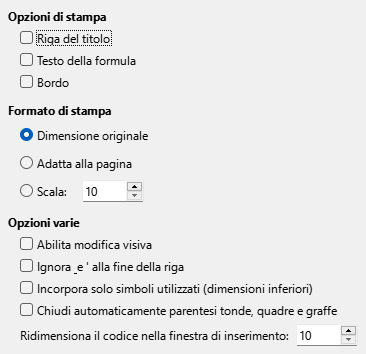 Opzioni di stampa
Riga del titolo
Testo della formula
Bordo
Formato di stampa
Dimensione originale
Adatta alla pagina
Scala: 10
Opzioni varie
Abilita modifica visiva
Ignora _e ' alla fine della riga
Incorpora solo simboli utilizzati (dimensioni inferiori)
Chiudi automaticamente parentesi tonde, quadre e graffe
Ridimensiona il codice nella finestra di inserimento: 10